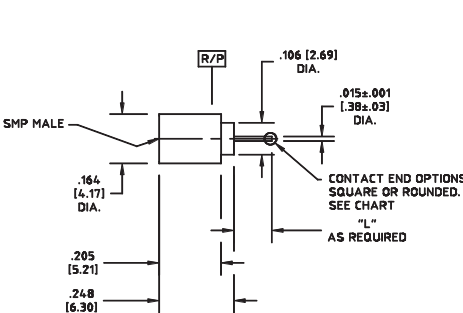 R/P
.106 [2.69]
DIA.
.015±.001
[.38±.03]
DIA.
SMP MALE
.164
[4.17]
DIA.
CONTACT END OPTIONS
SQUARE OR ROUNDED.
SEE CHART
"L"
AS REQUIRED
.205
[5.21]
.248
[6.30]